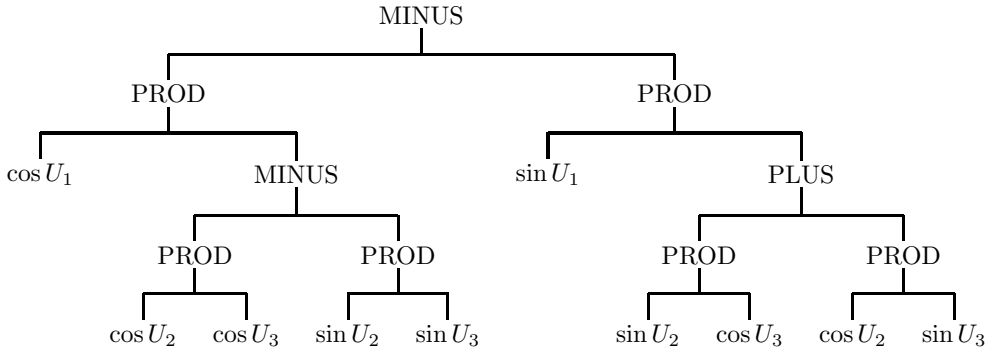 MINUS
PROD PROD
cos U₁ MINUS sin U₁ PLUS
PROD PROD PROD PROD
cos U₂ cos U₃ sin U₂ sin U₃ sin U₂ cos U₃ cos U₂ sin U₃